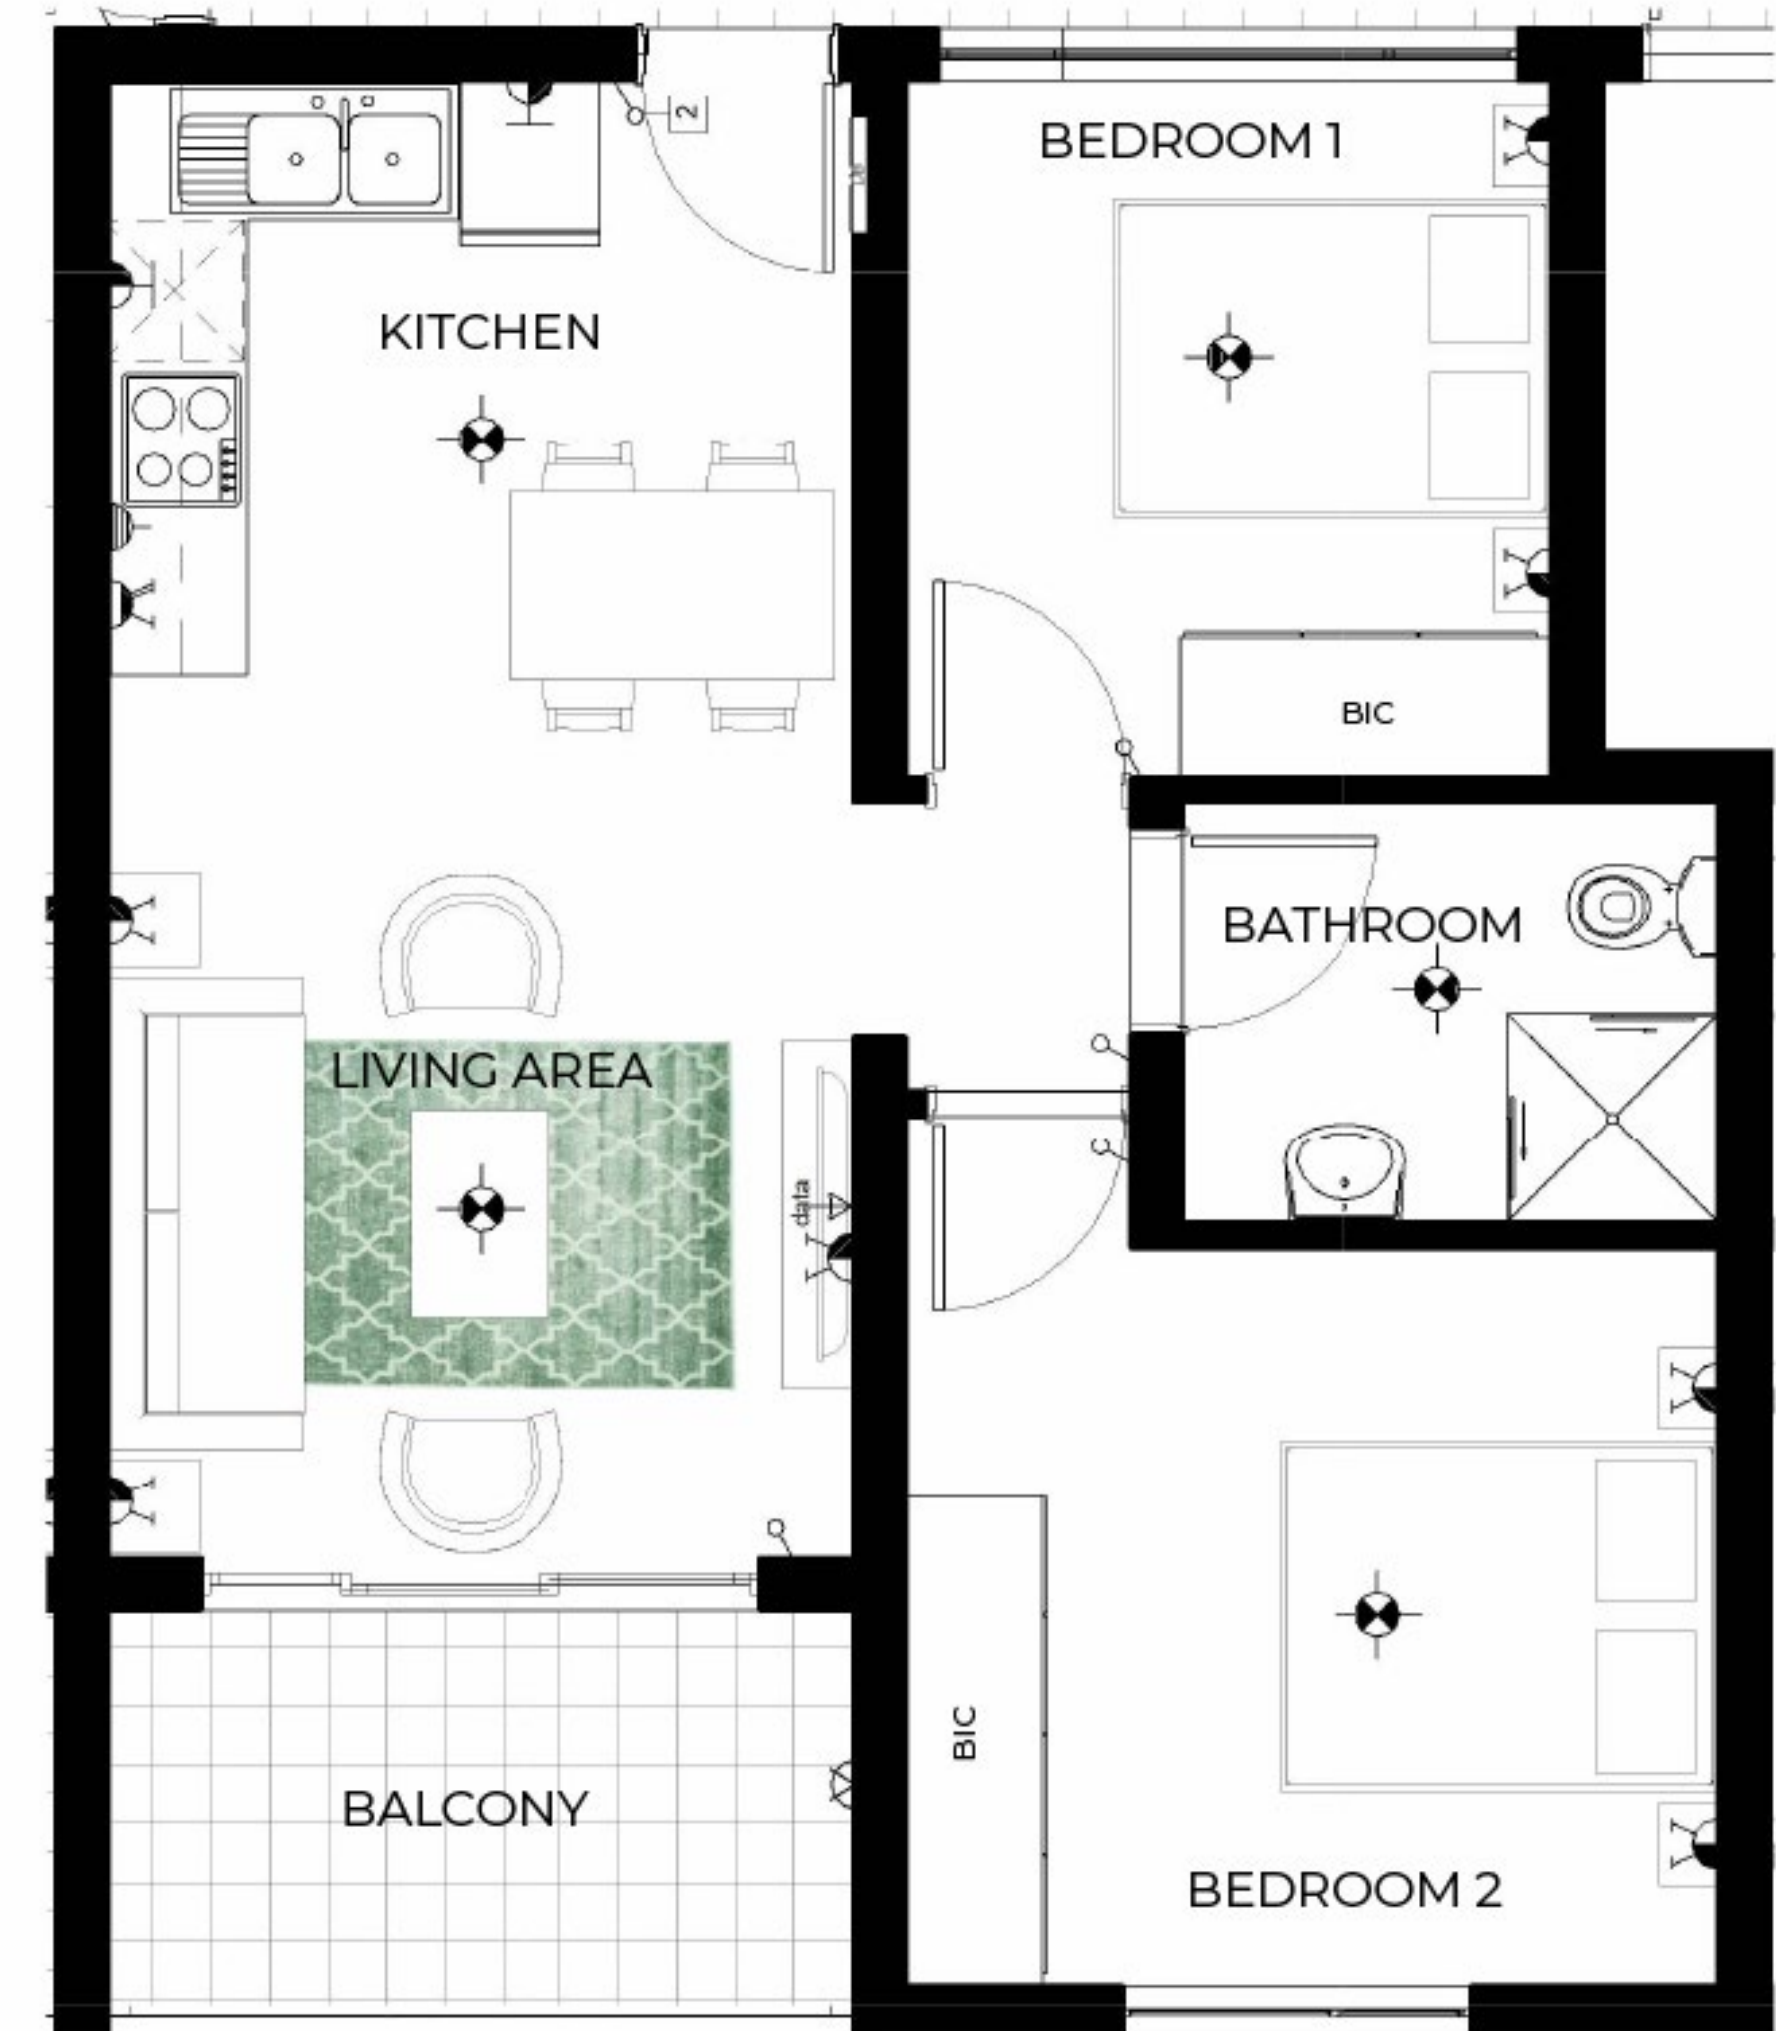 2
BEDROOM 1
KITCHEN
BIC
BATHROOM
LIVING AREA
data
BIC
BALCONY
BEDROOM 2